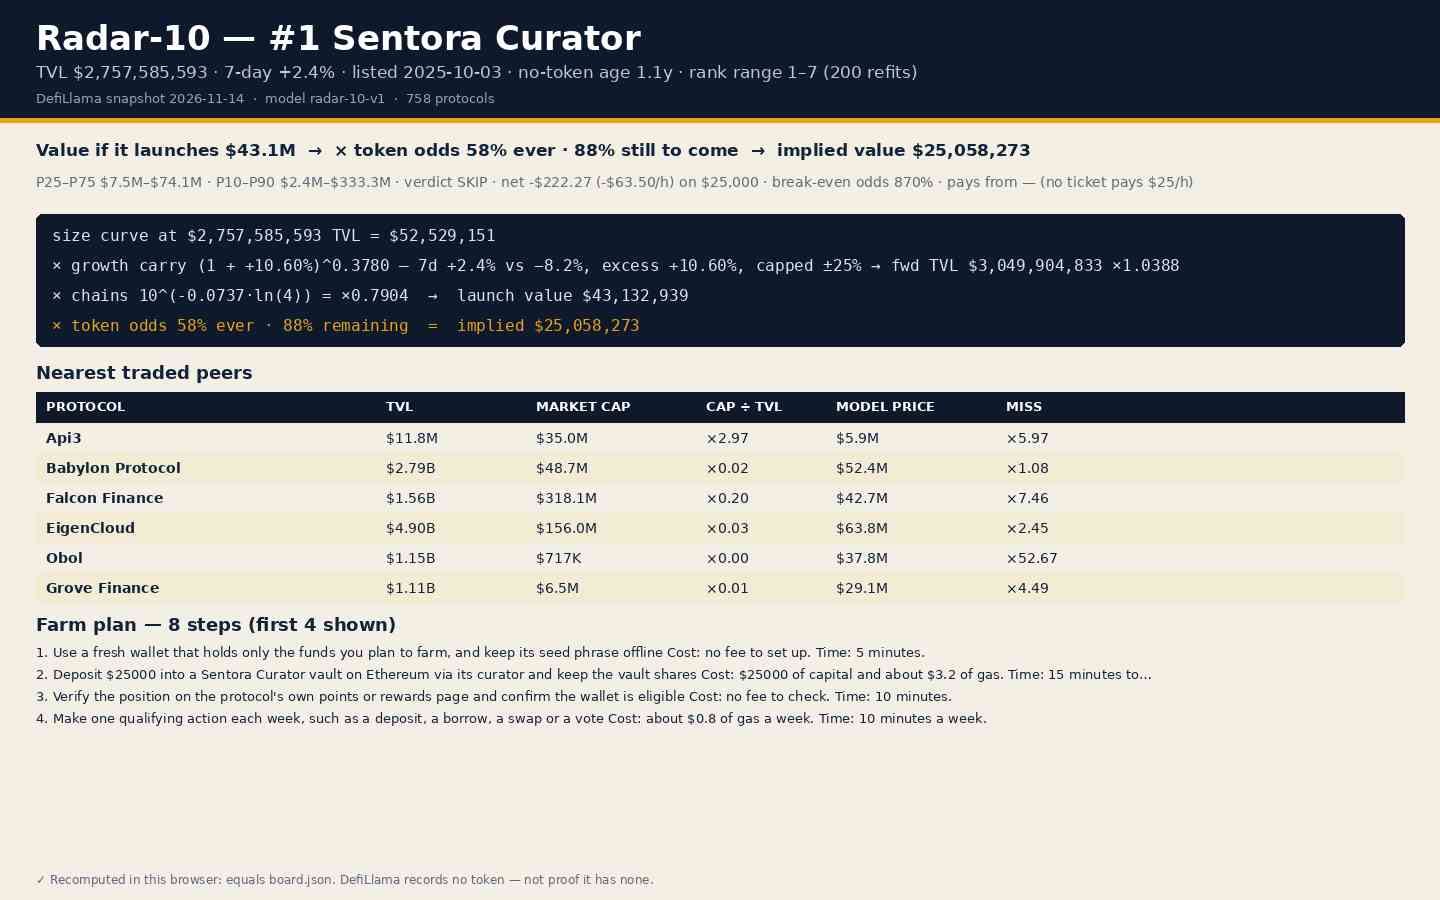 Radar-10 — #1 Sentora Curator
TVL $2,757,585,593 · 7-day +2.4% · listed 2025-10-03 · no-token age 1.1y · rank range 1–7 (200 refits)
DefiLlama snapshot 2026-11-14 · model radar-10-v1 · 758 protocols
Value if it launches $43.1M → × token odds 58% ever · 88% still to come → implied value $25,058,273
P25–P75 $7.5M–$74.1M · P10–P90 $2.4M–$333.3M · verdict SKIP · net -$222.27 (-$63.50/h) on $25,000 · break-even odds 870% · pays from — (no ticket pays $25/h)
size curve at $2,757,585,593 TVL = $52,529,151
× growth carry (1 + +10.60%)^0.3780 — 7d +2.4% vs −8.2%, excess +10.60%, capped ±25% → fwd TVL $3,049,904,833 ×1.0388
× chains 10^(-0.0737·ln(4)) = ×0.7904 → launch value $43,132,939
× token odds 58% ever · 88% remaining = implied $25,058,273
Nearest traded peers
PROTOCOL TVL MARKET CAP CAP ÷ TVL MODEL PRICE MISS
Api3 $11.8M $35.0M ×2.97 $5.9M ×5.97
Babylon Protocol $2.79B $48.7M ×0.02 $52.4M ×1.08
Falcon Finance $1.56B $318.1M ×0.20 $42.7M ×7.46
EigenCloud $4.90B $156.0M ×0.03 $63.8M ×2.45
Obol $1.15B $717K ×0.00 $37.8M ×52.67
Grove Finance $1.11B $6.5M ×0.01 $29.1M ×4.49
Farm plan — 8 steps (first 4 shown)
1. Use a fresh wallet that holds only the funds you plan to farm, and keep its seed phrase offline Cost: no fee to set up. Time: 5 minutes.
2. Deposit $25000 into a Sentora Curator vault on Ethereum via its curator and keep the vault shares Cost: $25000 of capital and about $3.2 of gas. Time: 15 minutes to…
3. Verify the position on the protocol's own points or rewards page and confirm the wallet is eligible Cost: no fee to check. Time: 10 minutes.
4. Make one qualifying action each week, such as a deposit, a borrow, a swap or a vote Cost: about $0.8 of gas a week. Time: 10 minutes a week.
✓ Recomputed in this browser: equals board.json. DefiLlama records no token — not proof it has none.